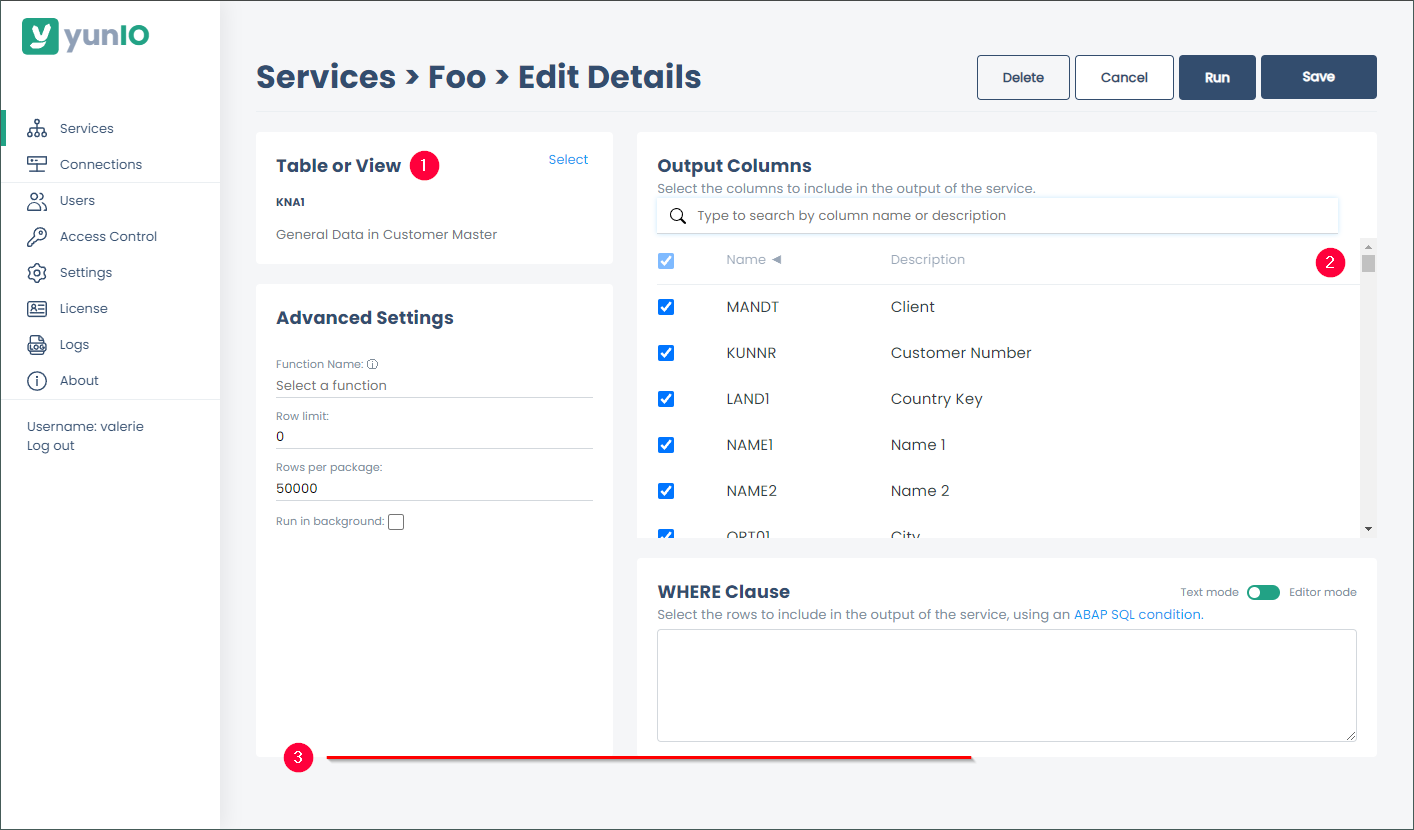 yunIO
Services
Connections
Users
Access Control
Settings
License
LOG
Logs
About
Username: valerie
Log out
Services > Foo > Edit Details
Delete
Cancel
Run
Save
Table or View
1
Select
KNA1
General Data in Customer Master
Advanced Settings
Function Name:
Select a function
Row limit:
0
Rows per package:
50000
Run in background:
3
Output Columns
Select the columns to include in the output of the service.
Type to search by column name or description
Name ◄ Description
2
MANDT Client
KUNNR Customer Number
LAND1 Country Key
NAME1 Name 1
NAME2 Name 2
ORT01 City
WHERE Clause
Text mode Editor mode
Select the rows to include in the output of the service, using an ABAP SQL condition.